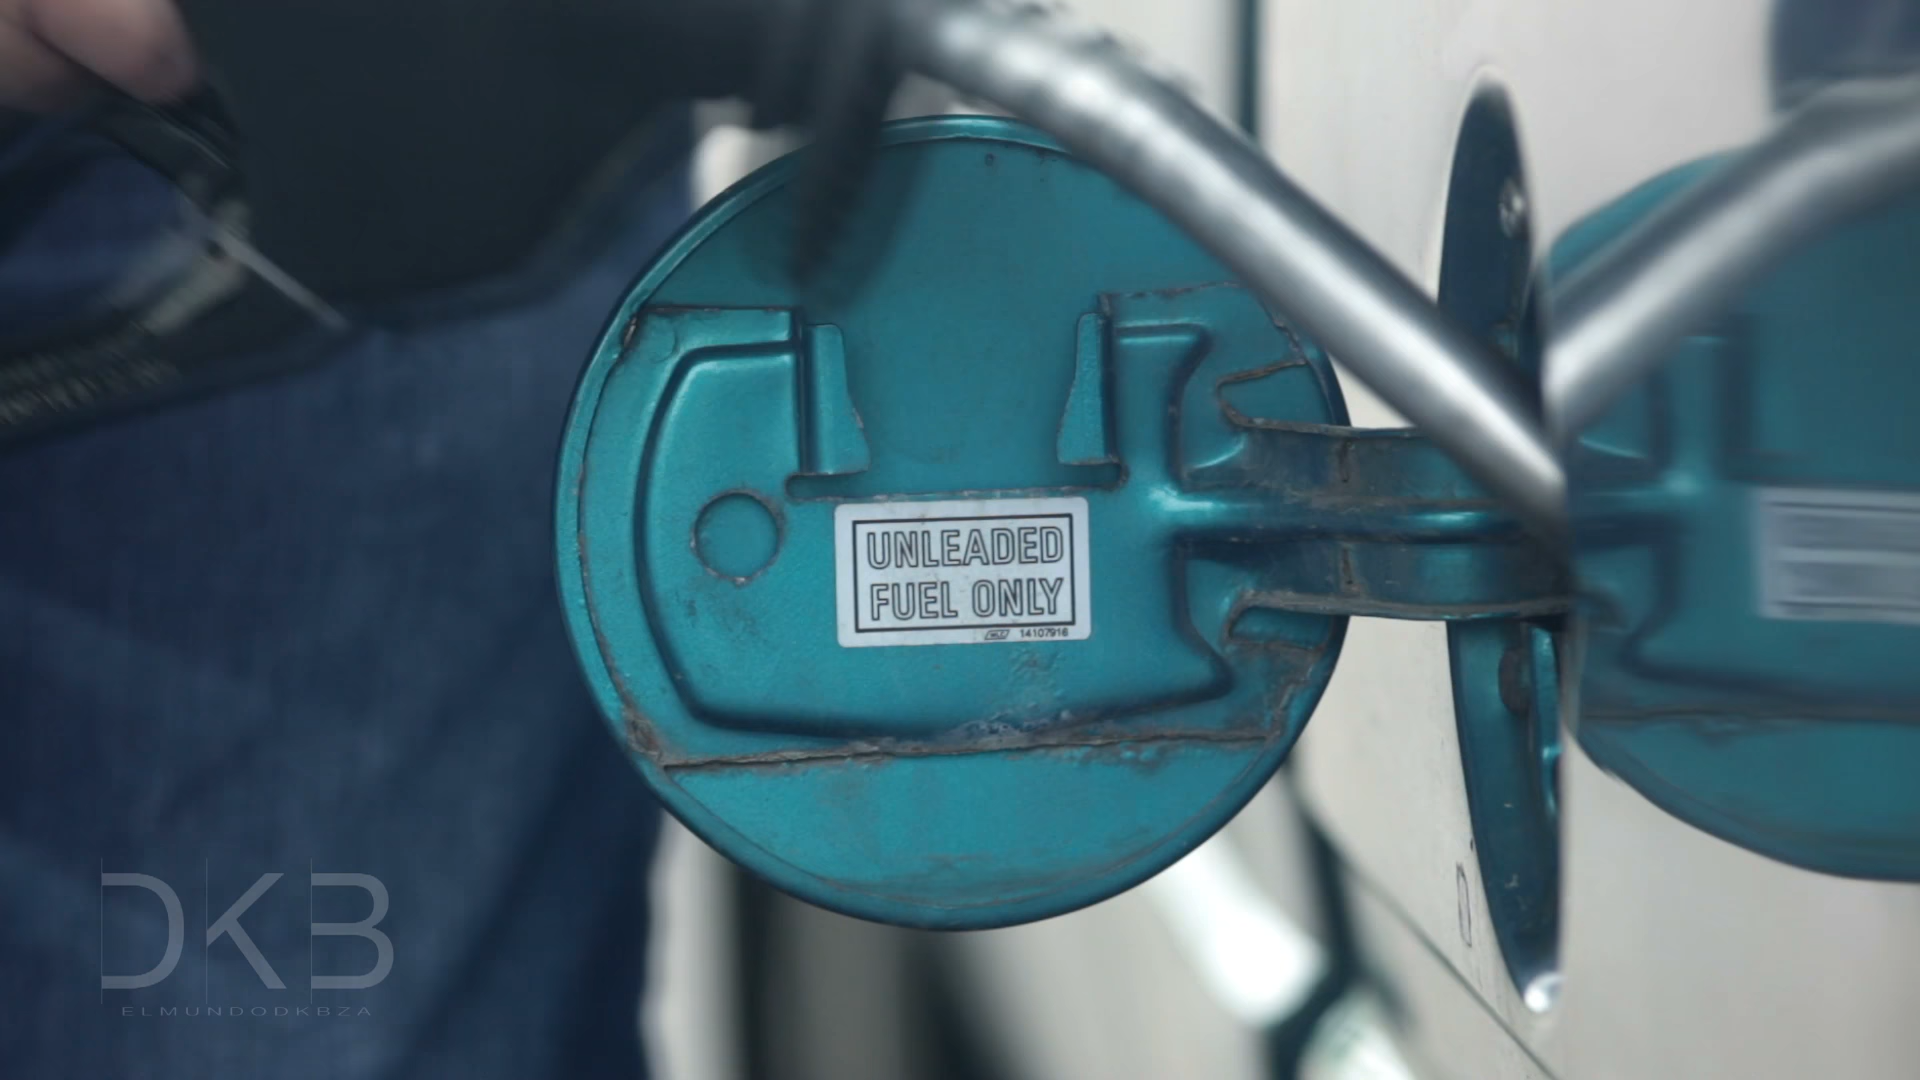 UNLEADED
FUEL ONLY
14107916
DKB
ELMUNDODKBZA